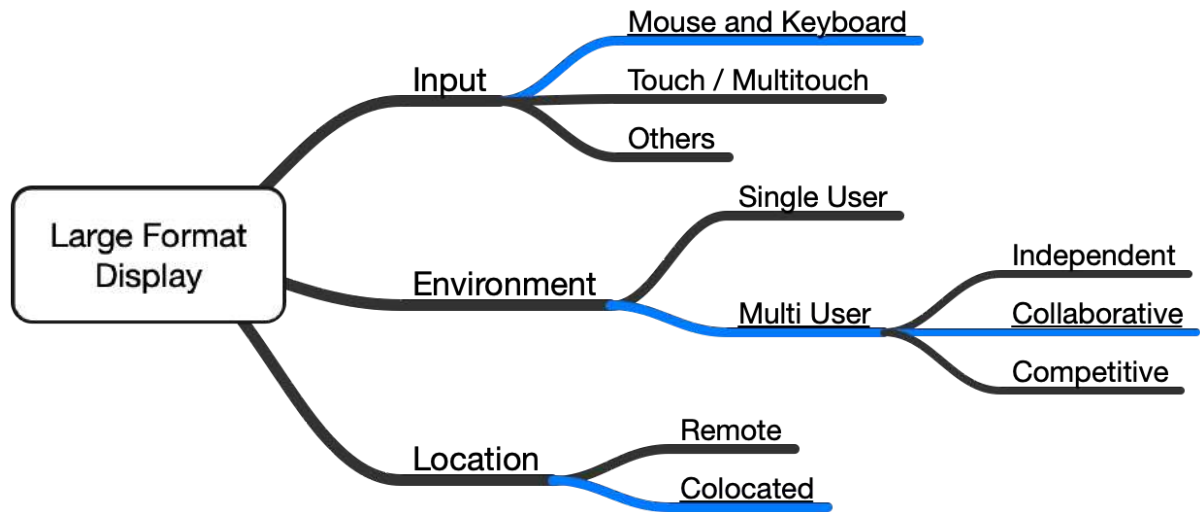 Large Format
Display
Input
Mouse and Keyboard
Touch / Multitouch
Others
Environment
Single User
Multi User
Independent
Collaborative
Competitive
Location
Remote
Colocated